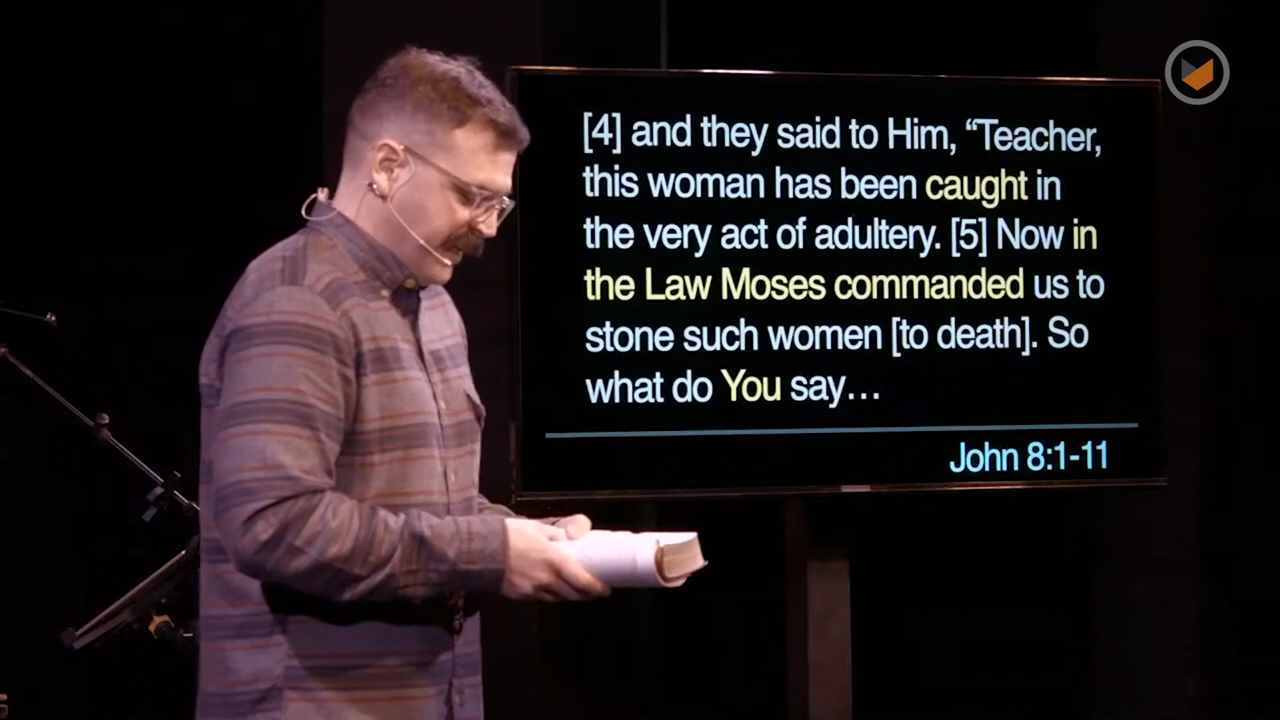 [4] and they said to Him, “Teacher,
this woman has been caught in
the very act of adultery. [5] Now in
the Law Moses commanded us to
stone such women [to death]. So
what do You say…
John 8:1-11